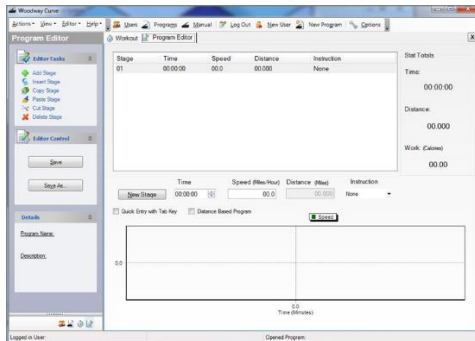 Woodway Curve
Actions View Editor Help Users Programs Manual Log Out New User New Program Options
Program Editor
Workout Program Editor X
Editor Tasks
Add Stage
Insert Stage
Copy Stage
Paste Stage
Cut Stage
Delete Stage
Editor Control
Save
Save As...
Details
Program Name:
Description:
Stage Time Speed Distance Instruction
01 00:00:00 00.0 00.000 None
Stat Totals
Time:
00:00:00
Distance:
00.000
Work: (Calories)
00.00
Time Speed (Miles/Hour) Distance (Miles) Instruction
New Stage 00:00:00 00.0 00.000 None
Quick Entry with Tab Key Distance Based Program
Speed
0.0
0.0
Time (Minutes)
Logged in User: Opened Program: